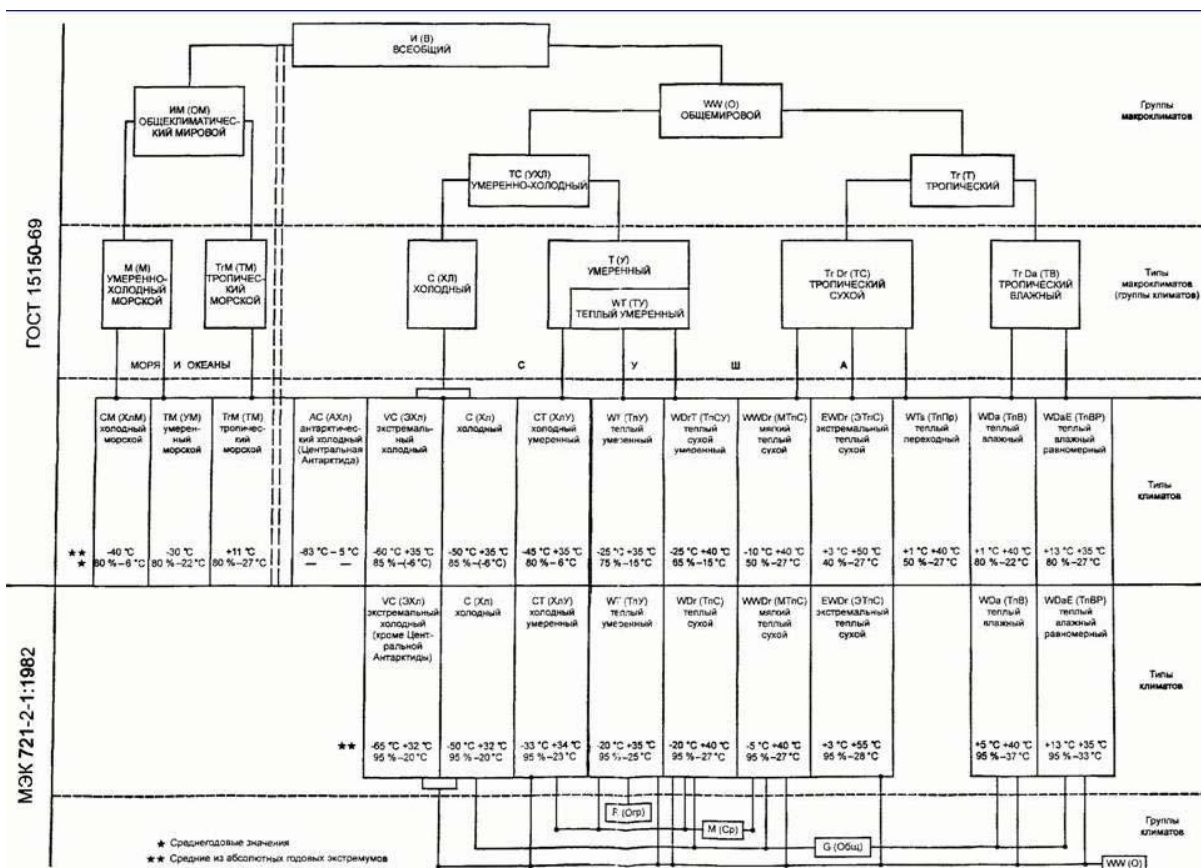 И (В)
ВСЕОБЩИЙ
ИМ (ОМ)
ОБЩЕКЛИМАТИЧЕС-
КИЙ МИРОВОЙ
WW (О)
ОБЩЕМИРОВОЙ
Группы
макроклиматов
ТС (УХЛ)
УМЕРЕННО-ХОЛОДНЫЙ
Tr (Т)
ТРОПИЧЕСКИЙ
ГОСТ 15150-69
М (М)
УМЕРЕННО-
ХОЛОДНЫЙ
МОРСКОЙ
TrM (ТМ)
ТРОПИЧЕС-
КИЙ
МОРСКОЙ
С (ХЛ)
ХОЛОДНЫЙ
Т (У)
УМЕРЕННЫЙ
WT (ТУ)
ТЕПЛЫЙ УМЕРЕННЫЙ
Tr Dr (ТС)
ТРОПИЧЕСКИЙ
СУХОЙ
Tr Da (ТВ)
ТРОПИЧЕСКИЙ
ВЛАЖНЫЙ
Типы
макроклиматов
(группы климатов)
МОРЯ И ОКЕАНЫ
С У Ш А
СМ (ХлМ)
холодный
морской
ТМ (УМ)
умерен-
ный
морской
TrM (ТМ)
тропичес-
кий
морской
АС (АХл)
антарктичес-
кий холодный
(Центральная
Антарктида)
VC (ЭХл)
экстремаль-
ный
холодный
С (Хл)
холодный
СТ (ХлУ)
холодный
умеренный
WT (ТпУ)
теплый
умеренный
WDrT (ТпСУ)
теплый
сухой
умеренный
WWDr (МТпС)
мягкий
теплый
сухой
EWDr (ЭТпС)
экстремальный
теплый
сухой
WTs (ТпПр)
теплый
переходный
WDa (ТпВ)
теплый
влажный
WDaE (ТпВР)
теплый
влажный
равномерный
Типы
климатов
★★ -40 °С -30 °С +11 °С -83 °С – 5 °С -60 °С +35 °С -50 °С +35 °С -45 °С +35 °С -25 °С +35 °С -25 °С +40 °С -10 °С +40 °С +3 °С +50 °С +1 °С +40 °С +1 °С +40 °С +13 °С +35 °С
★ 80 %–6 °С 80 %–22 °С 80 %–27 °С — — 85 %–(-6 °С) 85 %–(-6 °С) 80 %–6 °С 75 %–15 °С 65 %–15 °С 50 %–27 °С 40 %–27 °С 50 %–27 °С 80 %–22 °С 80 %–27 °С
МЭК 721-2-1:1982
VC (ЭХл)
экстремальный
холодный
(кроме Цент-
ральной
Антарктиды)
С (Хл)
холодный
СТ (ХлУ)
холодный
умеренный
WT (ТпУ)
теплый
умеренный
WDr (ТпС)
теплый
сухой
WWDr (МТпС)
мягкий
теплый
сухой
EWDr (ЭТпС)
экстремальный
теплый
сухой
WDa (ТпВ)
теплый
влажный
WDaE (ТпВР)
теплый
влажный
равномерный
Типы
климатов
★★ -65 °С +32 °С -50 °С +32 °С -33 °С +34 °С -20 °С +35 °С -20 °С +40 °С -5 °С +40 °С +3 °С +55 °С +5 °С +40 °С +13 °С +35 °С
95 %–20 °С 95 %–20 °С 95 %–23 °С 95 %–25 °С 95 %–27 °С 95 %–27 °С 95 %–28 °С 95 %–37 °С 95 %–33 °С
(Огр)
М (Ср)
G (Общ)
WW (О)
Группы
климатов
★ Среднегодовые значения
★★ Средние из абсолютных годовых экстремумов